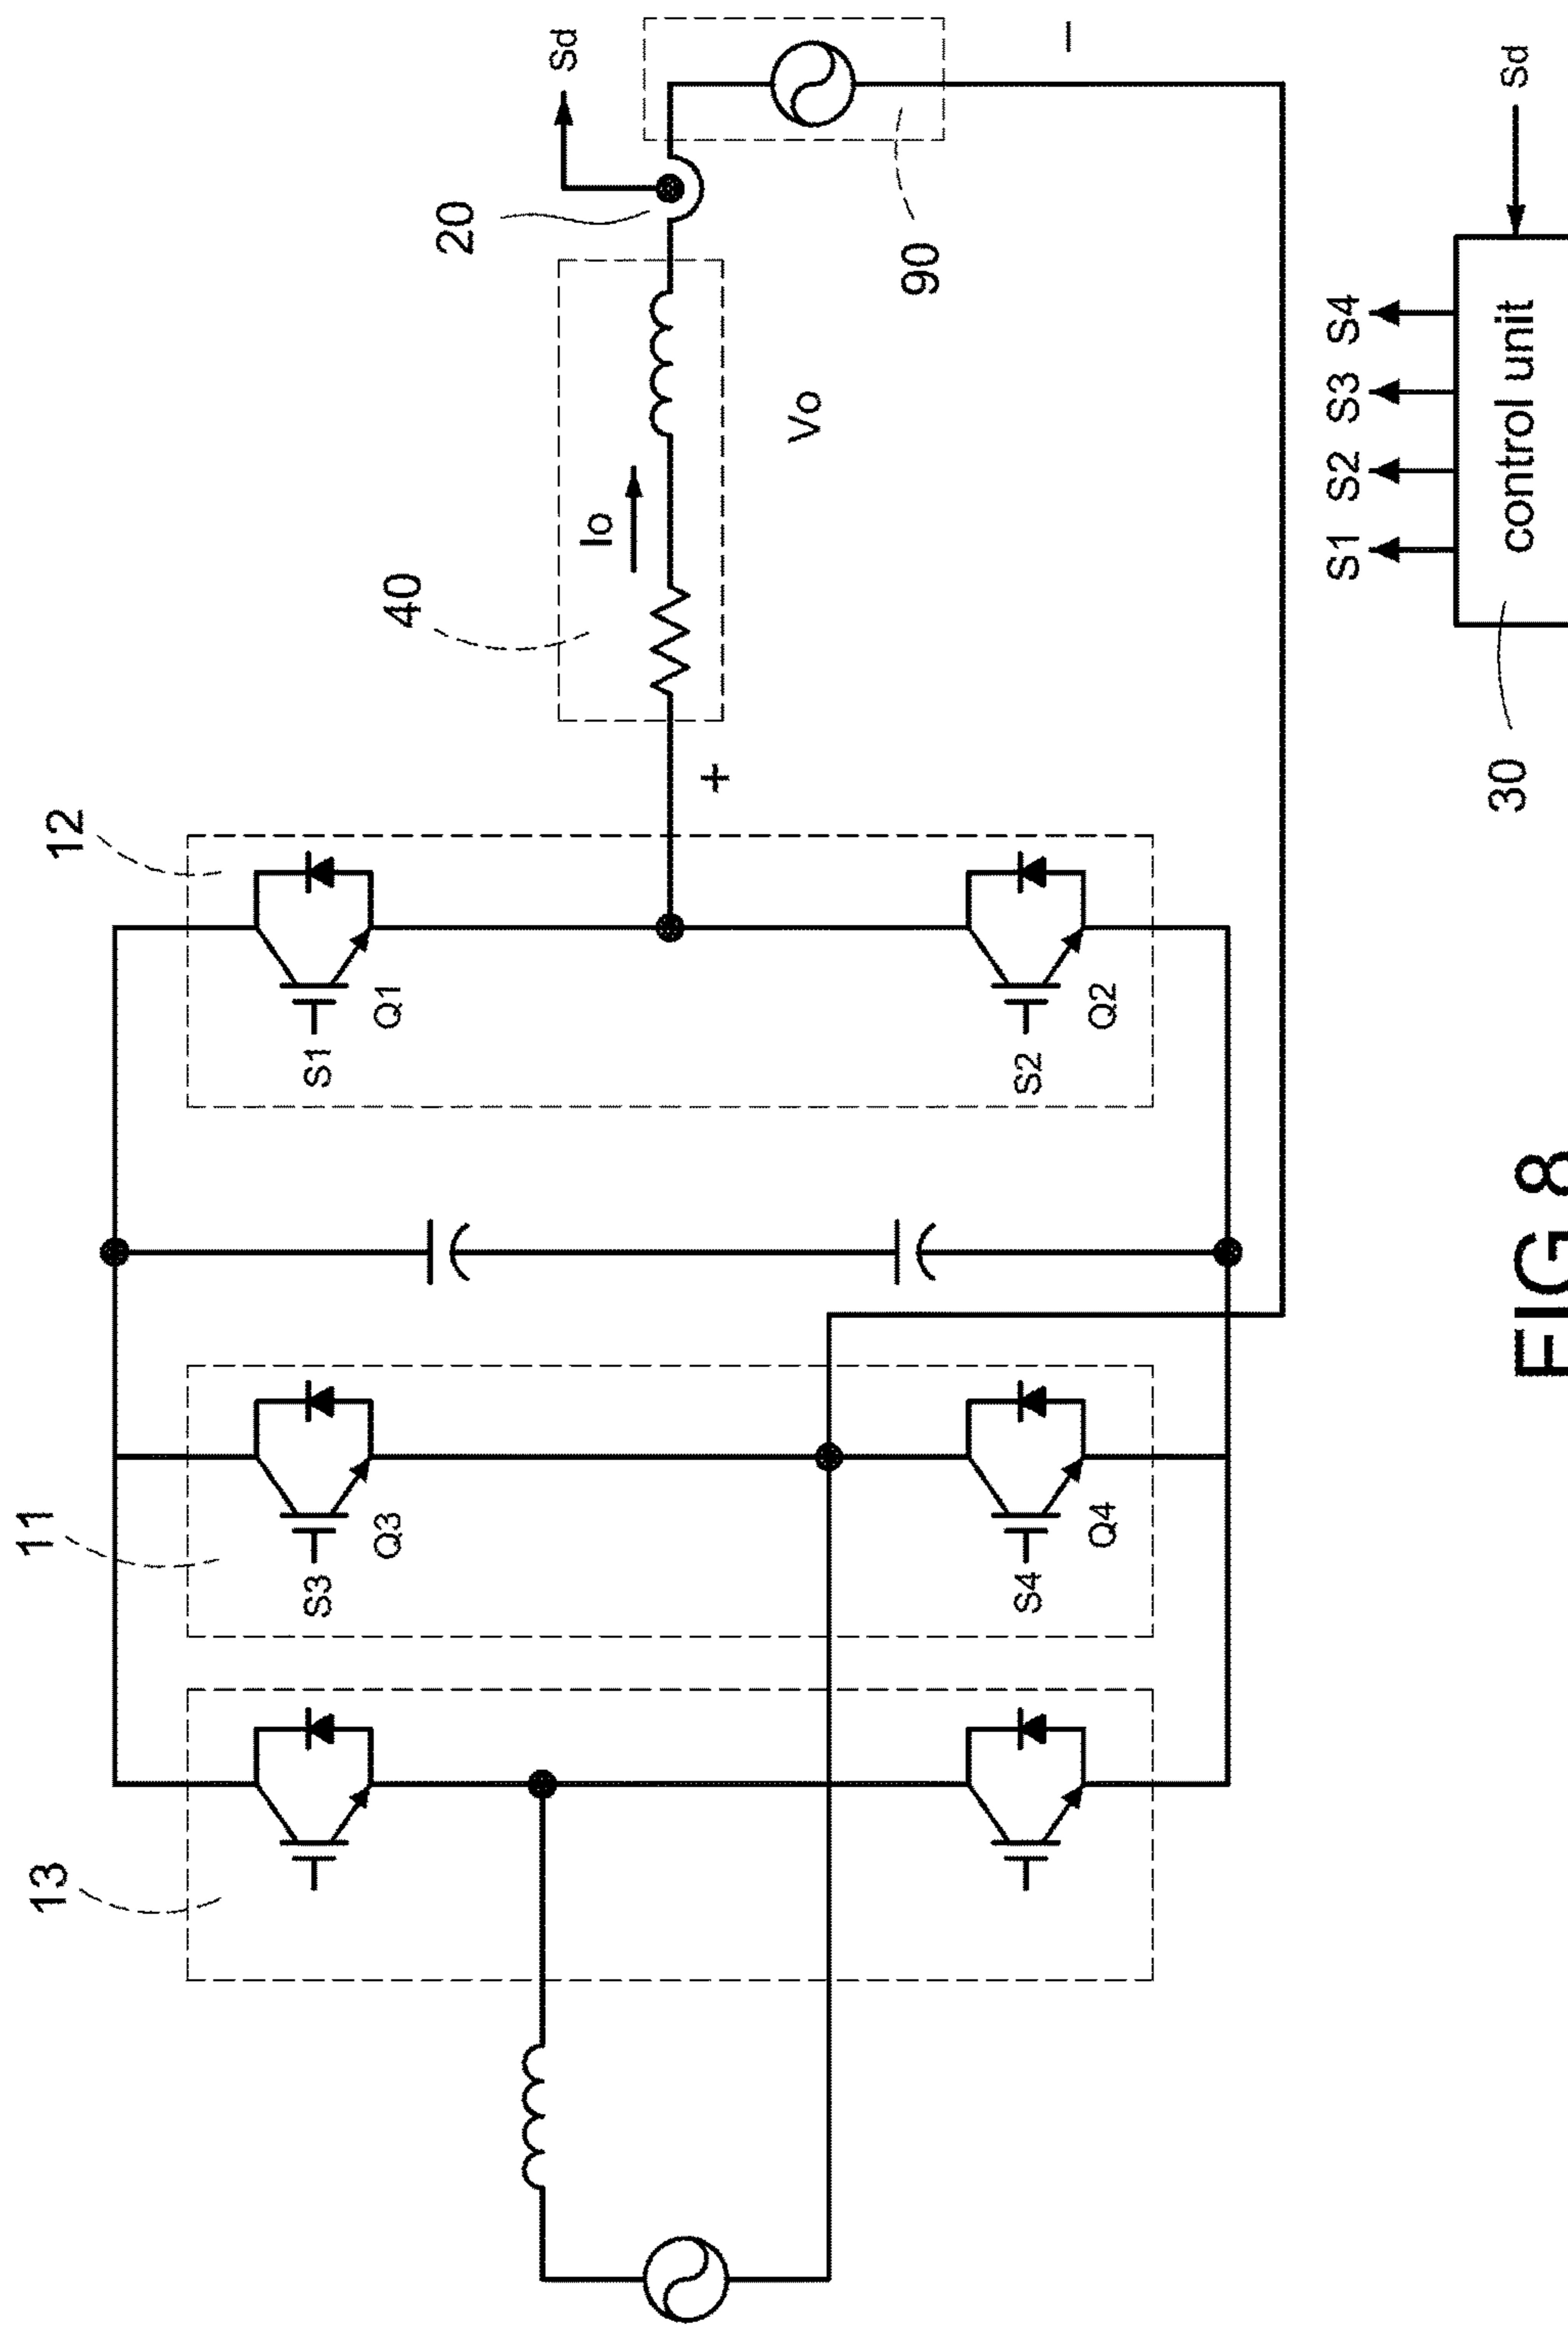 13
11
12
S3
Q3
S4
Q4
S1
Q1
S2
Q2
+
40
Io
Vo
20
Sd
90
−
S1 S2 S3 S4
control unit
Sd
30
FIG 8